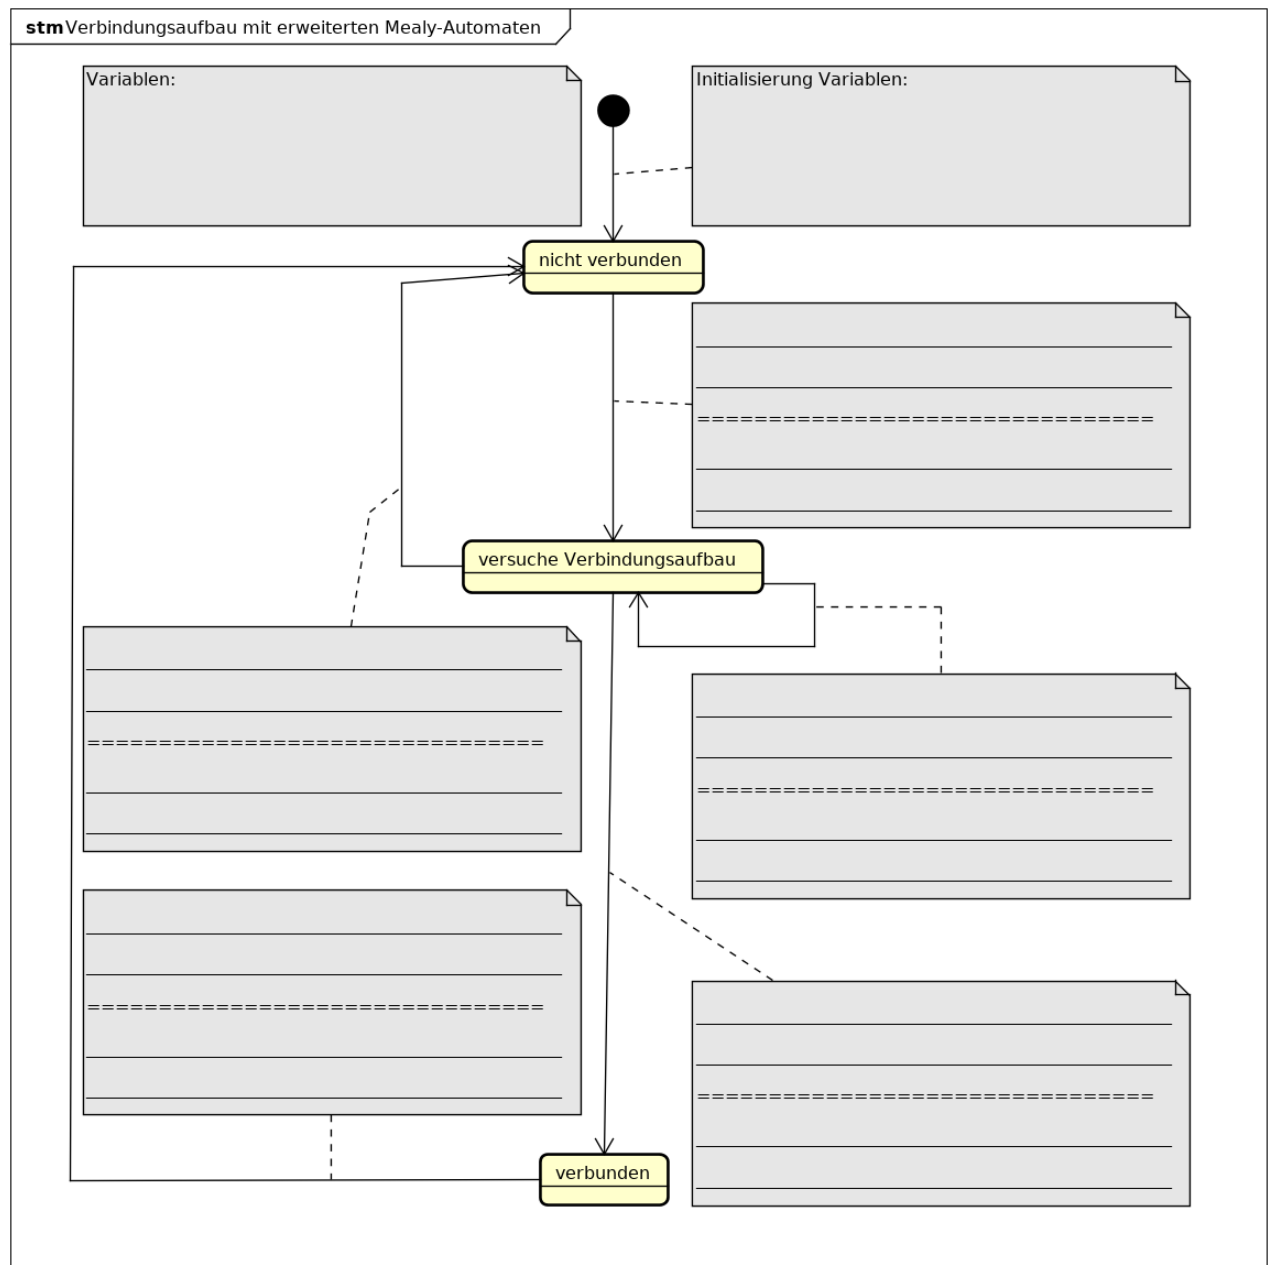 stm Verbindungsaufbau mit erweiterten Mealy-Automaten
Variablen:
Initialisierung Variablen:
nicht verbunden
================================
versuche Verbindungsaufbau
================================
================================
================================
================================
verbunden